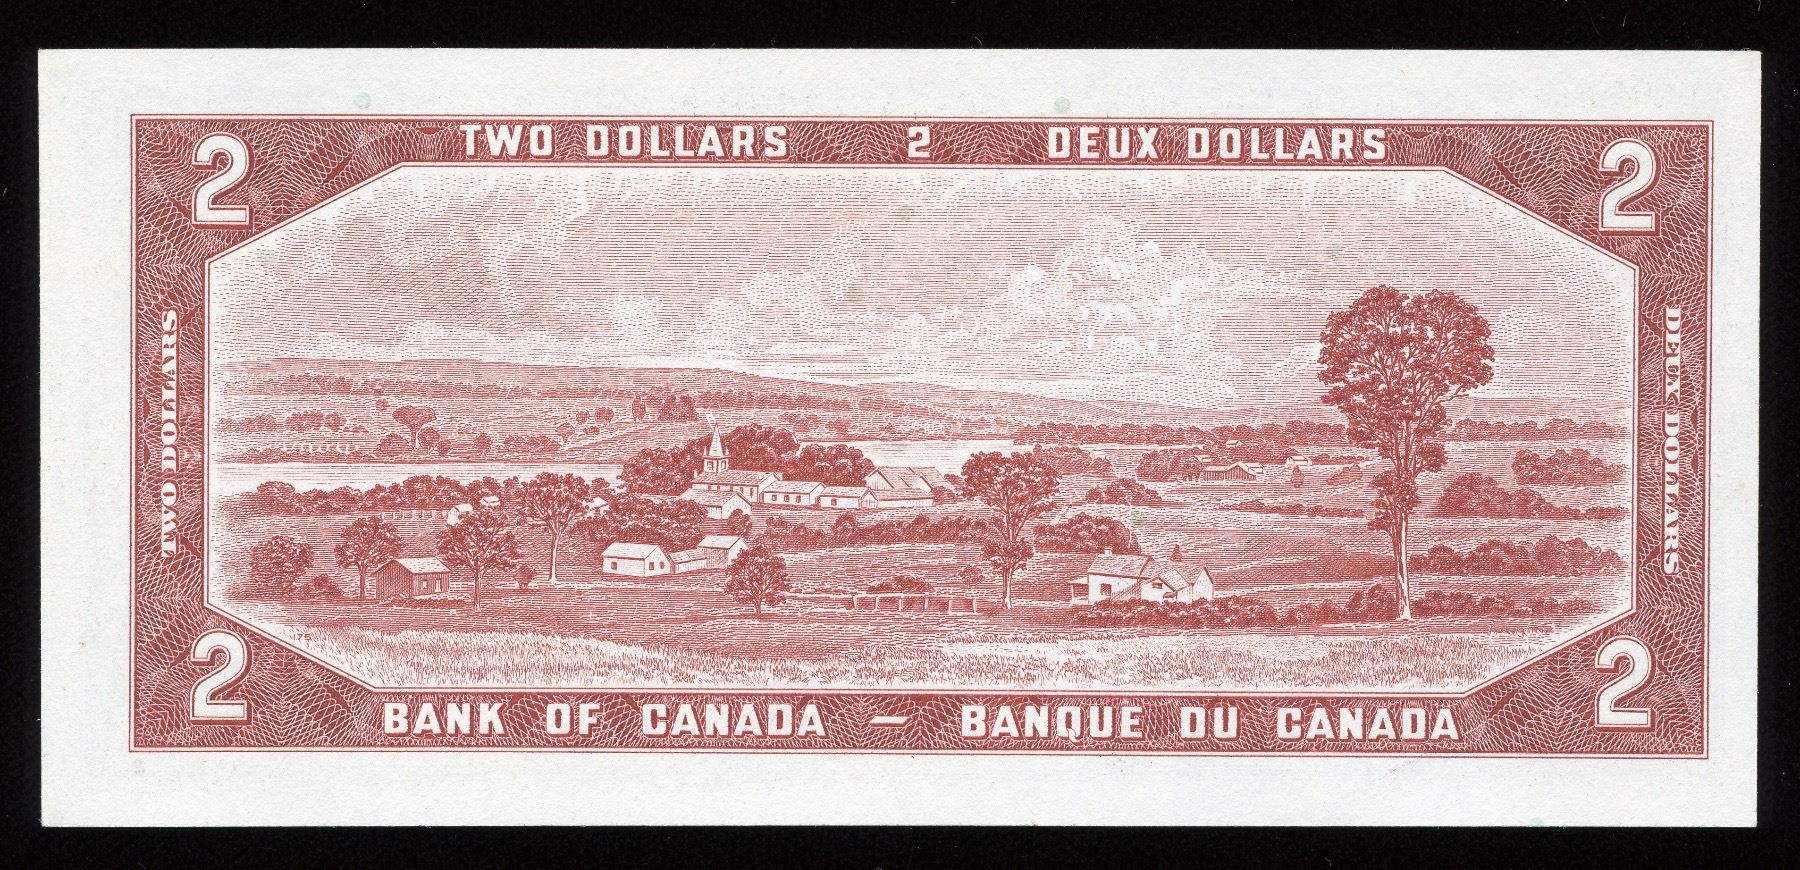 TWO DOLLARS 2 DEUX DOLLARS
2 2
TWO DOLLARS
DEUX DOLLARS
175
2 2
BANK OF CANADA — BANQUE DU CANADA